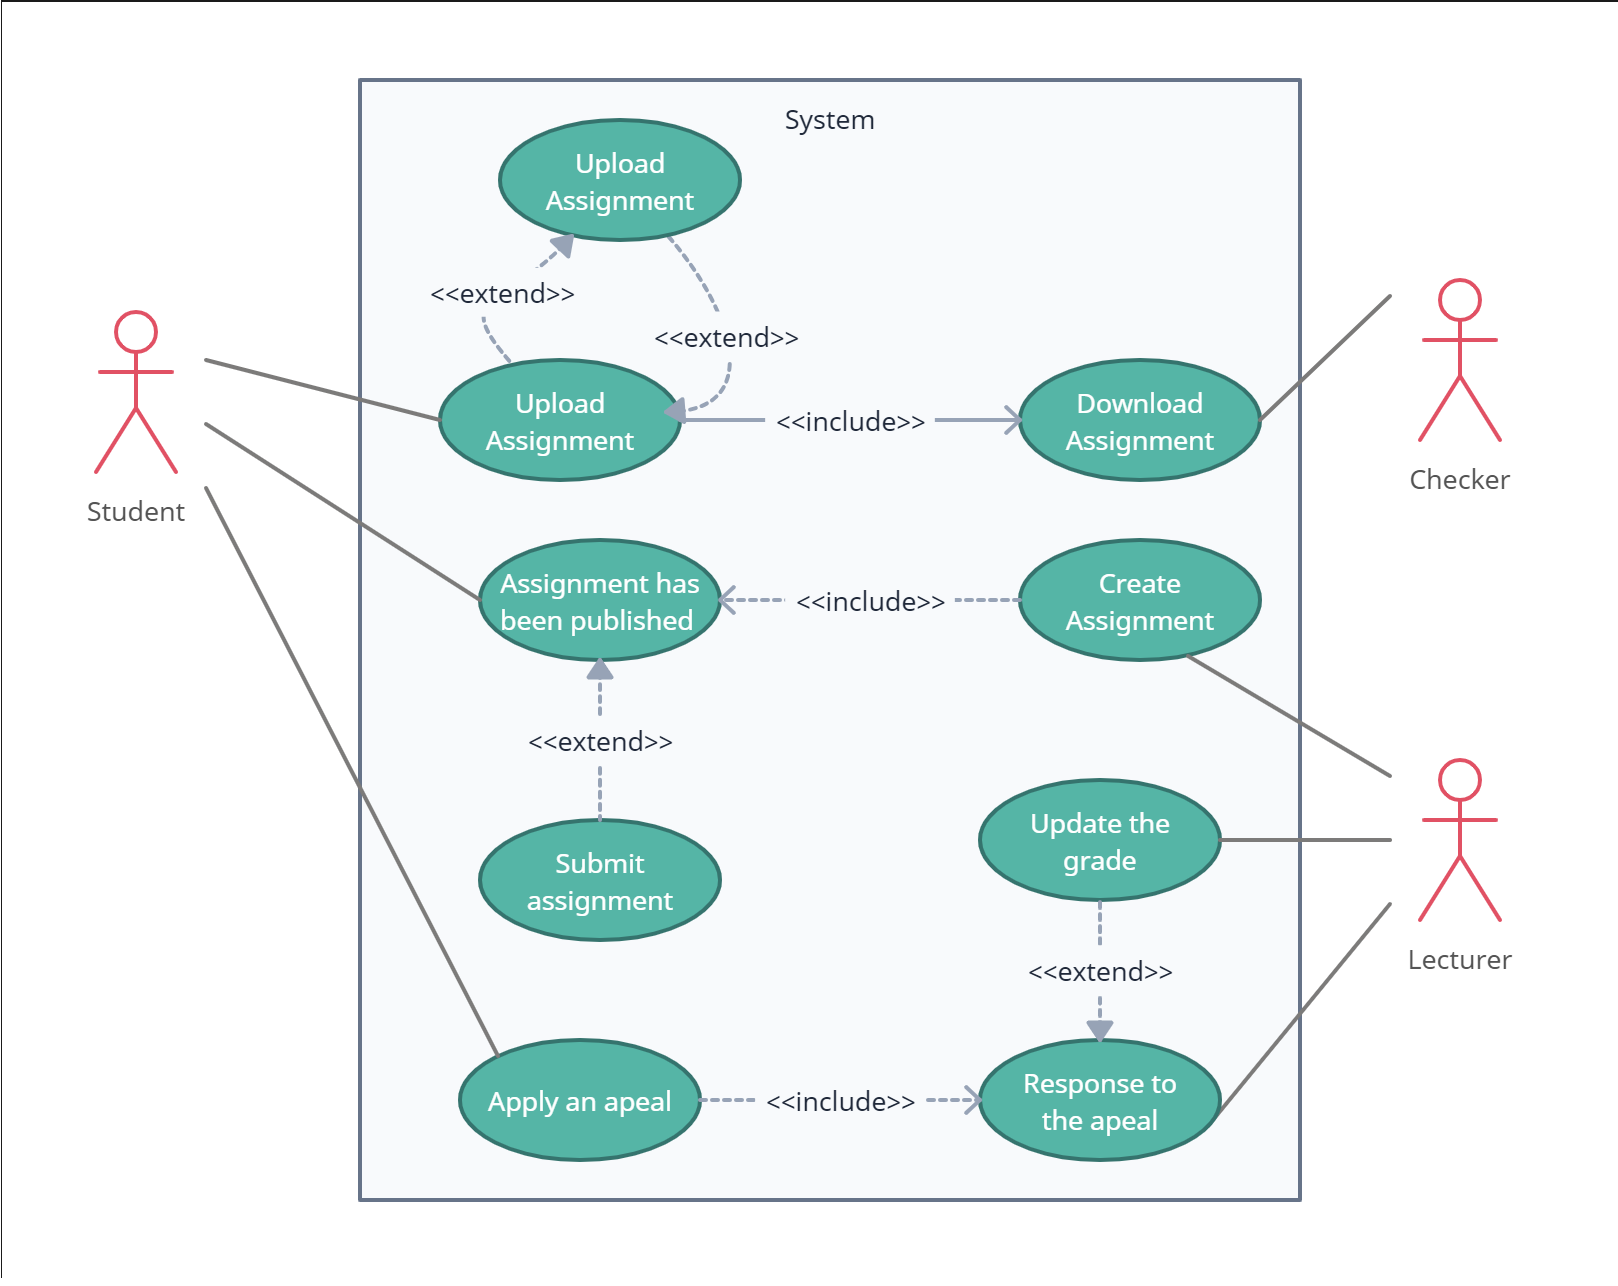 System
Upload
Assignment
<<extend>>
<<extend>>
Upload
Assignment
<<include>>
Download
Assignment
Student
Checker
Assignment has
been published
<<include>>
Create
Assignment
<<extend>>
Submit
assignment
Update the
grade
Lecturer
<<extend>>
Apply an apeal
<<include>>
Response to
the apeal